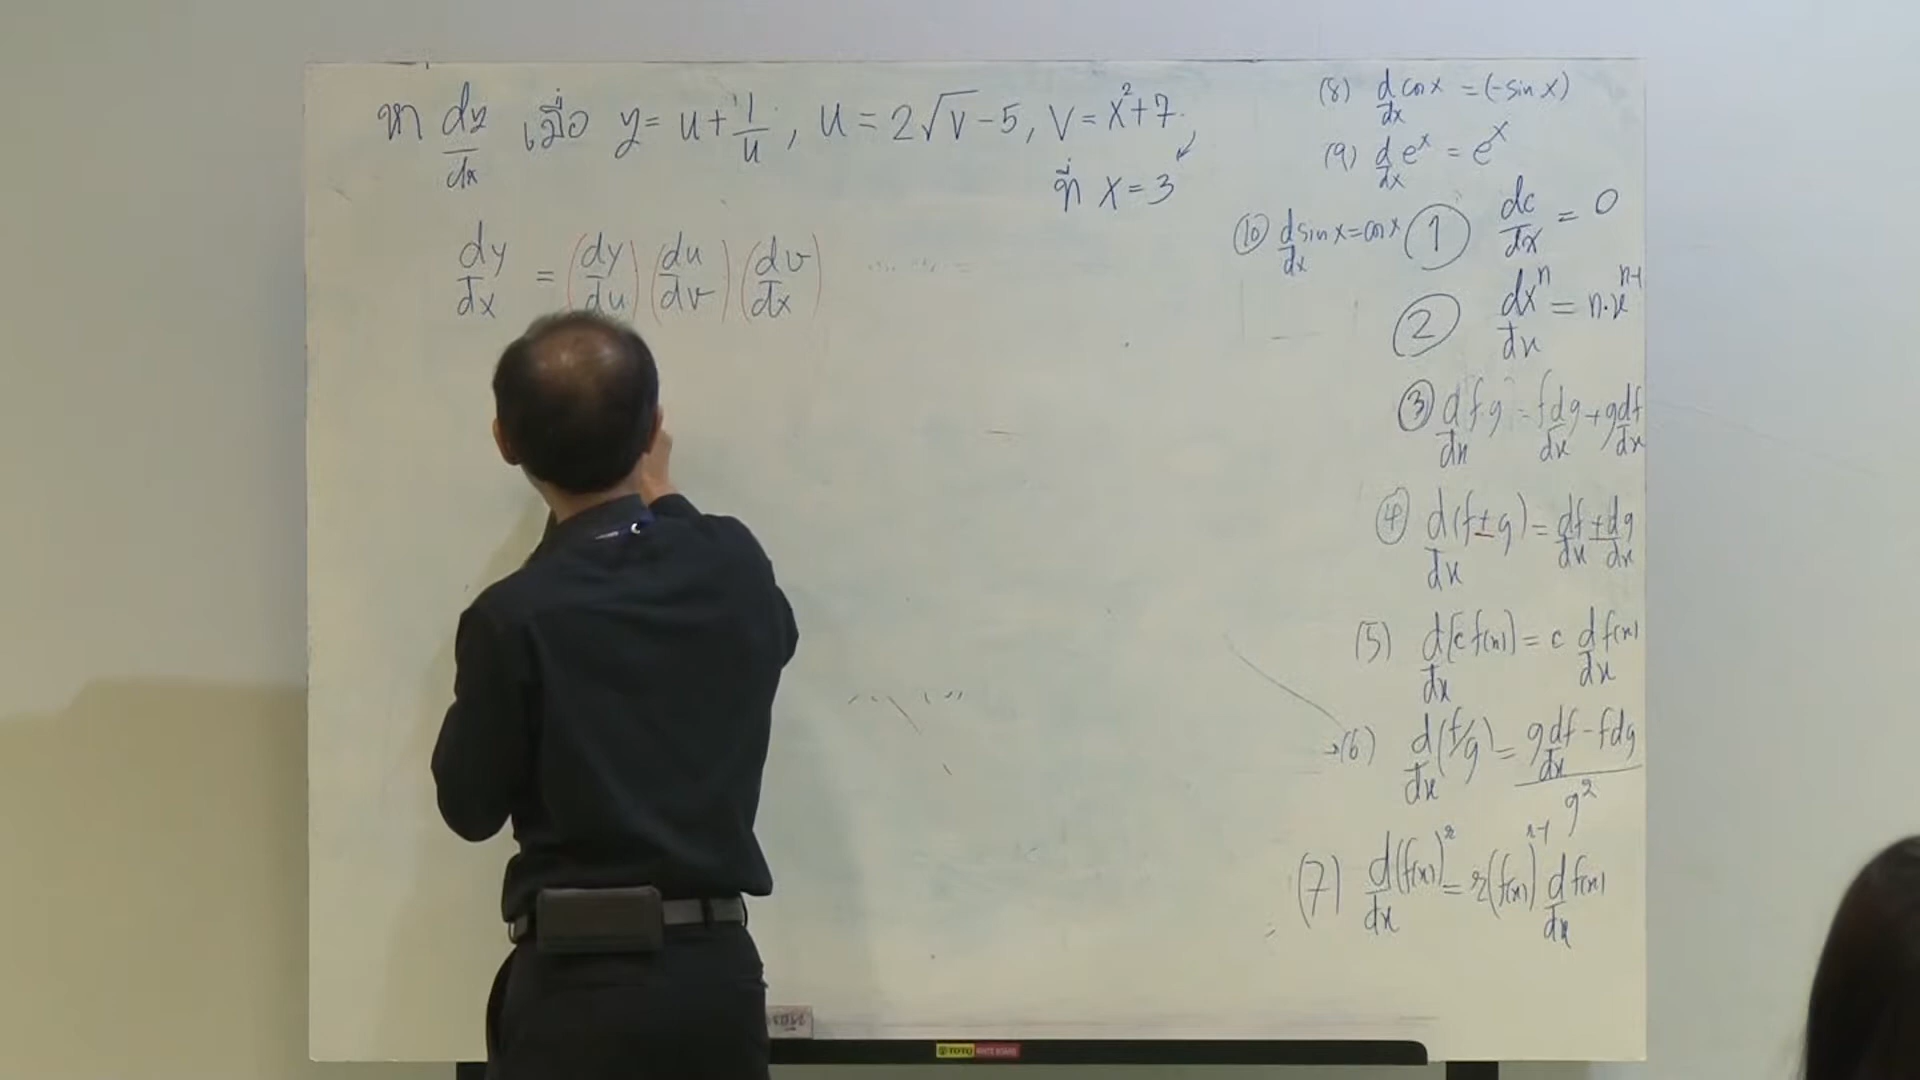 หา dy/dx เมื่อ y = u + 1/u , u = 2√v - 5, v = x²+7
ที่ x = 3
dy/dx = (dy/du) (du/dv) (dv/dx)
(8) d/dx cos x = (-sin x)
(9) d/dx eˣ = eˣ
(10) d/dx sin x = cos x
① dc/dx = 0
② dxⁿ/dx = n·xⁿ⁻¹
③ d/dx f·g = f dg/dx + g df/dx
④ d/dx (f ± g) = df/dx ± dg/dx
(5) d/dx [c f(x)] = c d/dx f(x)
→(6) d/dx (f/g) = (g df/dx - f dg)/g²
(7) d/dx (f(x))ʳ = r(f(x))ʳ⁻¹ d/dx f(x)
TOTO